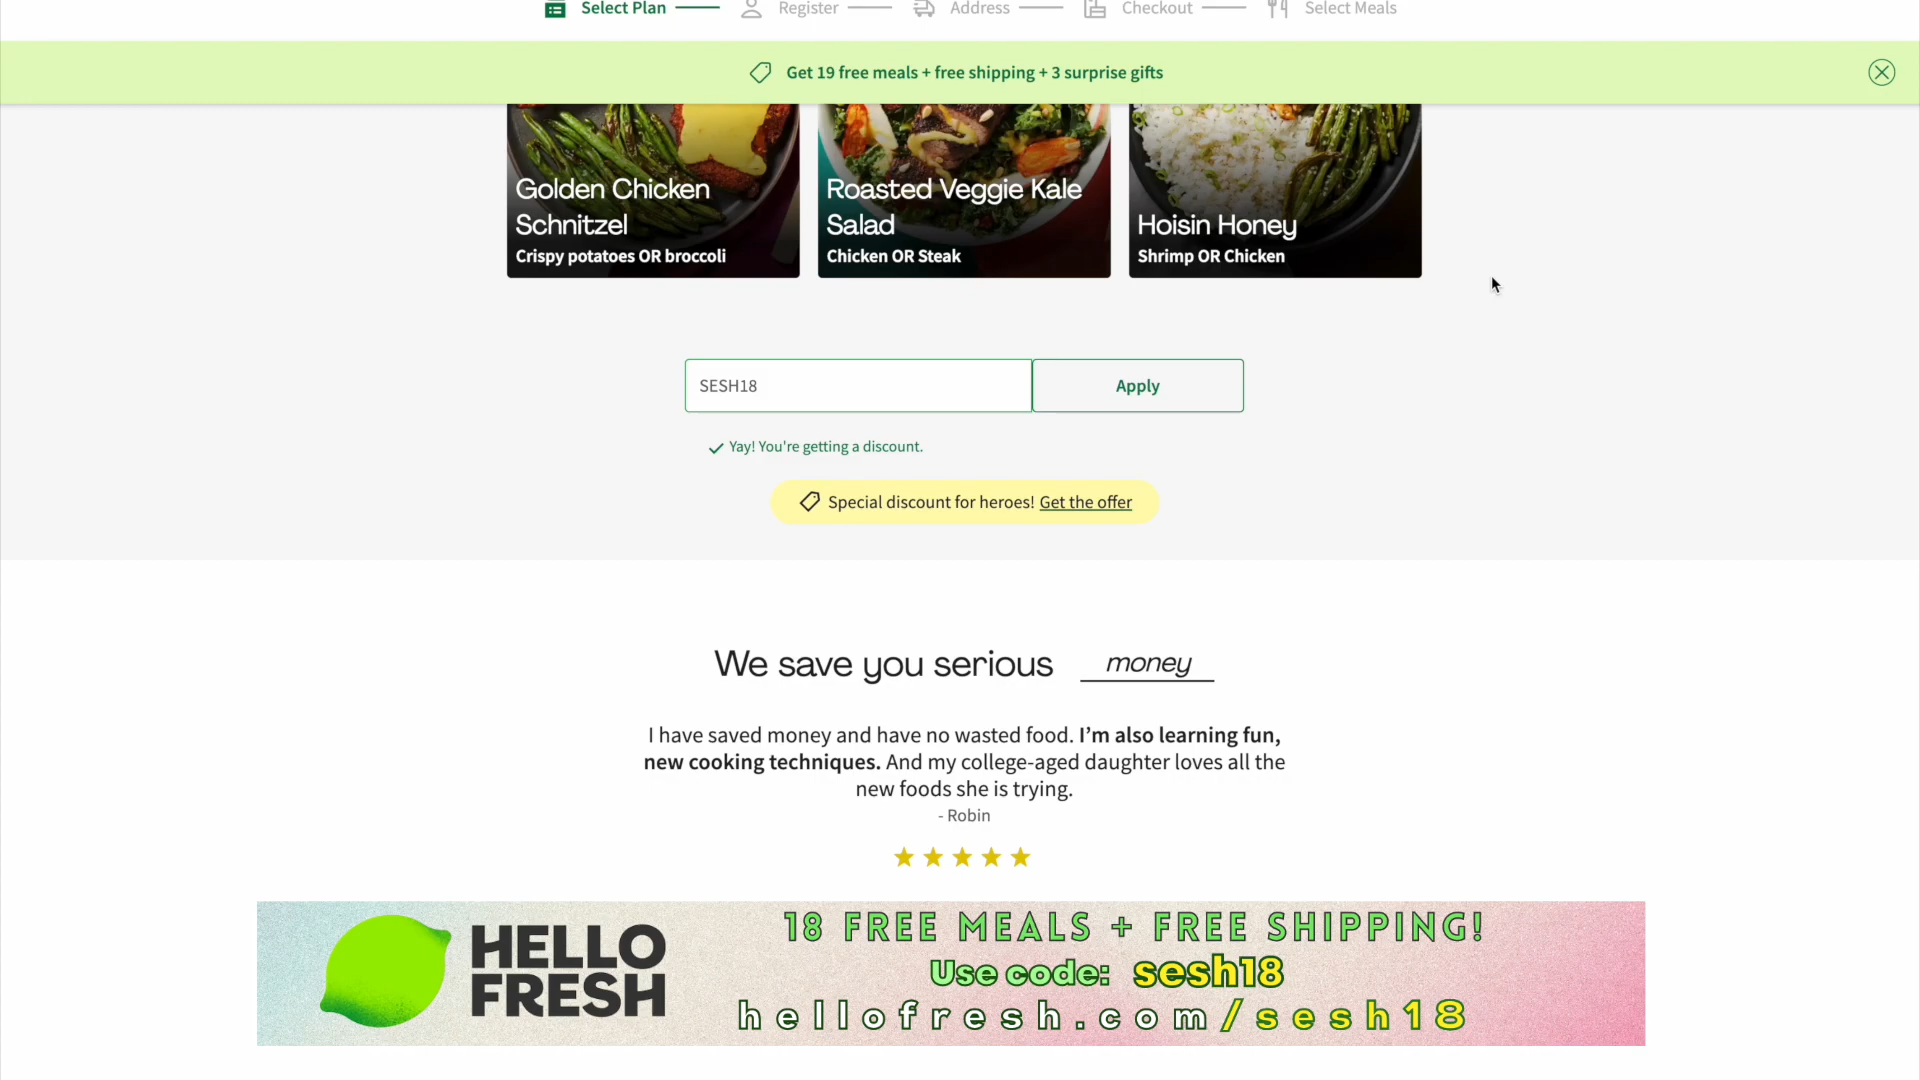 Select Plan Register Address Checkout Select Meals
Get 19 free meals + free shipping + 3 surprise gifts
Golden Chicken
Schnitzel
Crispy potatoes OR broccoli
Roasted Veggie Kale
Salad
Chicken OR Steak
Hoisin Honey
Shrimp OR Chicken
SESH18
Apply
Yay! You're getting a discount.
Special discount for heroes! Get the offer
We save you serious money
I have saved money and have no wasted food. I’m also learning fun,
new cooking techniques. And my college-aged daughter loves all the
new foods she is trying.
- Robin
HELLO
FRESH
18 FREE MEALS + FREE SHIPPING!
Use code: sesh18
hellofresh.com/sesh18